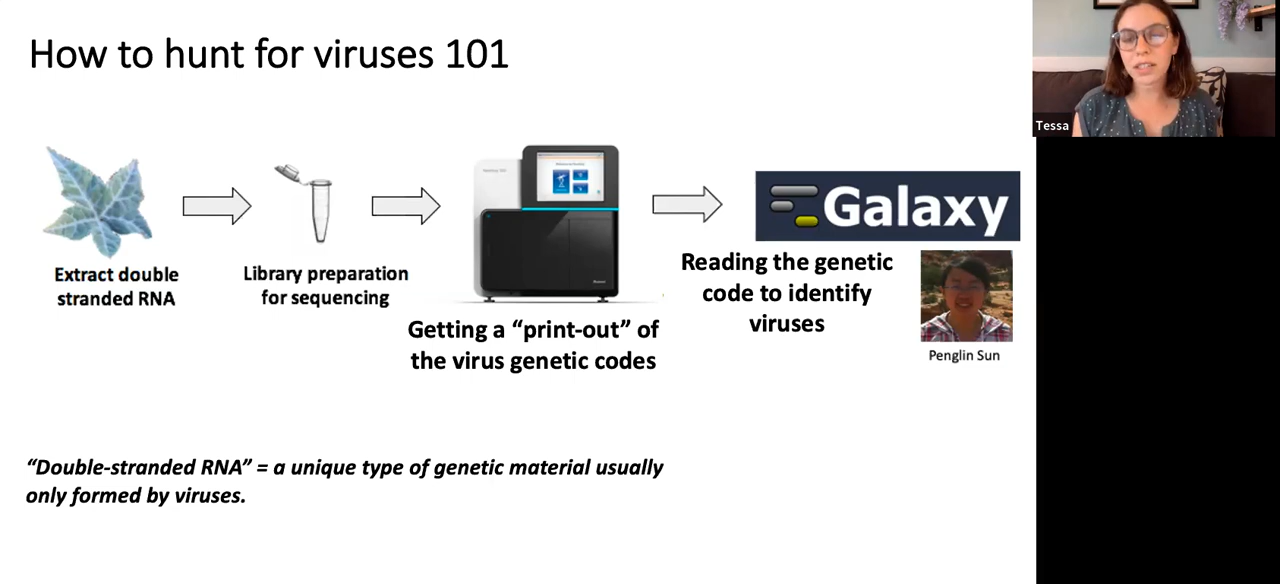 How to hunt for viruses 101
Tessa
Galaxy
Extract double
stranded RNA
Library preparation
for sequencing
Getting a “print-out” of
the virus genetic codes
Reading the genetic
code to identify
viruses
Penglin Sun
“Double-stranded RNA” = a unique type of genetic material usually
only formed by viruses.